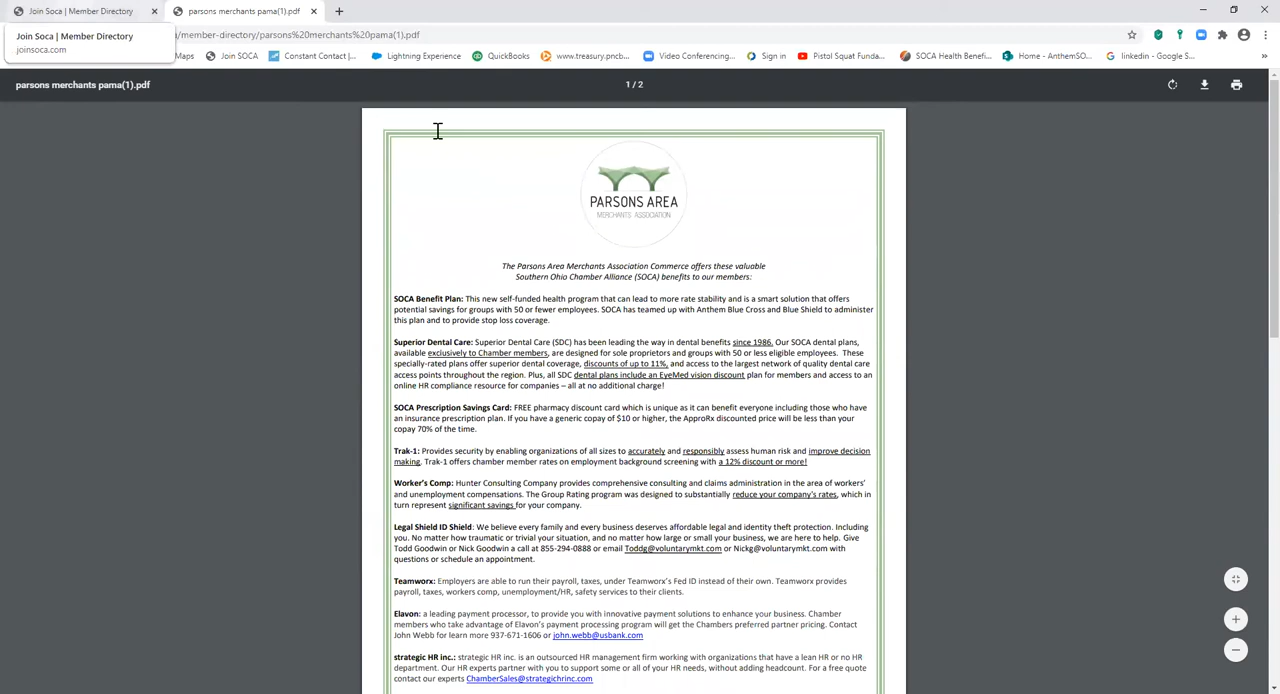 Join Soca | Member Directory
parsons merchants pama(1).pdf
Join Soca | Member Directory
joinsoca.com
/member-directory/parsons%20merchants%20pama(1).pdf
Maps
Join SOCA
Constant Contact |...
Lightning Experience
QuickBooks
www.treasury.pncb...
Video Conferencing...
Sign in
Pistol Squat Funda...
SOCA Health Benefi...
Home - AnthemSO...
linkedin - Google S...
»
parsons merchants pama(1).pdf
1 / 2
PARSONS AREA
MERCHANTS ASSOCIATION
The Parsons Area Merchants Association Commerce offers these valuable
Southern Ohio Chamber Alliance (SOCA) benefits to our members:
SOCA Benefit Plan: This new self-funded health program that can lead to more rate stability and is a smart solution that offers
potential savings for groups with 50 or fewer employees. SOCA has teamed up with Anthem Blue Cross and Blue Shield to administer
this plan and to provide stop loss coverage.
Superior Dental Care: Superior Dental Care (SDC) has been leading the way in dental benefits since 1986. Our SOCA dental plans,
available exclusively to Chamber members, are designed for sole proprietors and groups with 50 or less eligible employees. These
specially-rated plans offer superior dental coverage, discounts of up to 11%, and access to the largest network of quality dental care
access points throughout the region. Plus, all SDC dental plans include an EyeMed vision discount plan for members and access to an
online HR compliance resource for companies – all at no additional charge!
SOCA Prescription Savings Card: FREE pharmacy discount card which is unique as it can benefit everyone including those who have
an insurance prescription plan. If you have a generic copay of $10 or higher, the ApproRx discounted price will be less than your
copay 70% of the time.
Trak-1: Provides security by enabling organizations of all sizes to accurately and responsibly assess human risk and improve decision
making. Trak-1 offers chamber member rates on employment background screening with a 12% discount or more!
Worker's Comp: Hunter Consulting Company provides comprehensive consulting and claims administration in the area of workers'
and unemployment compensations. The Group Rating program was designed to substantially reduce your company's rates, which in
turn represent significant savings for your company.
Legal Shield ID Shield: We believe every family and every business deserves affordable legal and identity theft protection. Including
you. No matter how traumatic or trivial your situation, and no matter how large or small your business, we are here to help. Give
Todd Goodwin or Nick Goodwin a call at 855-294-0888 or email Toddg@voluntarymkt.com or Nickg@voluntarymkt.com with
questions or schedule an appointment.
Teamworx: Employers are able to run their payroll, taxes, under Teamworx's Fed ID instead of their own. Teamworx provides
payroll, taxes, workers comp, unemployment/HR, safety services to their clients.
Elavon: a leading payment processor, to provide you with innovative payment solutions to enhance your business. Chamber
members who take advantage of Elavon's payment processing program will get the Chambers preferred partner pricing. Contact
John Webb for learn more 937-671-1606 or john.webb@usbank.com
strategic HR inc.: strategic HR inc. is an outsourced HR management firm working with organizations that have a lean HR or no HR
department. Our HR experts partner with you to support some or all of your HR needs, without adding headcount. For a free quote
contact our experts ChamberSales@strategichrinc.com